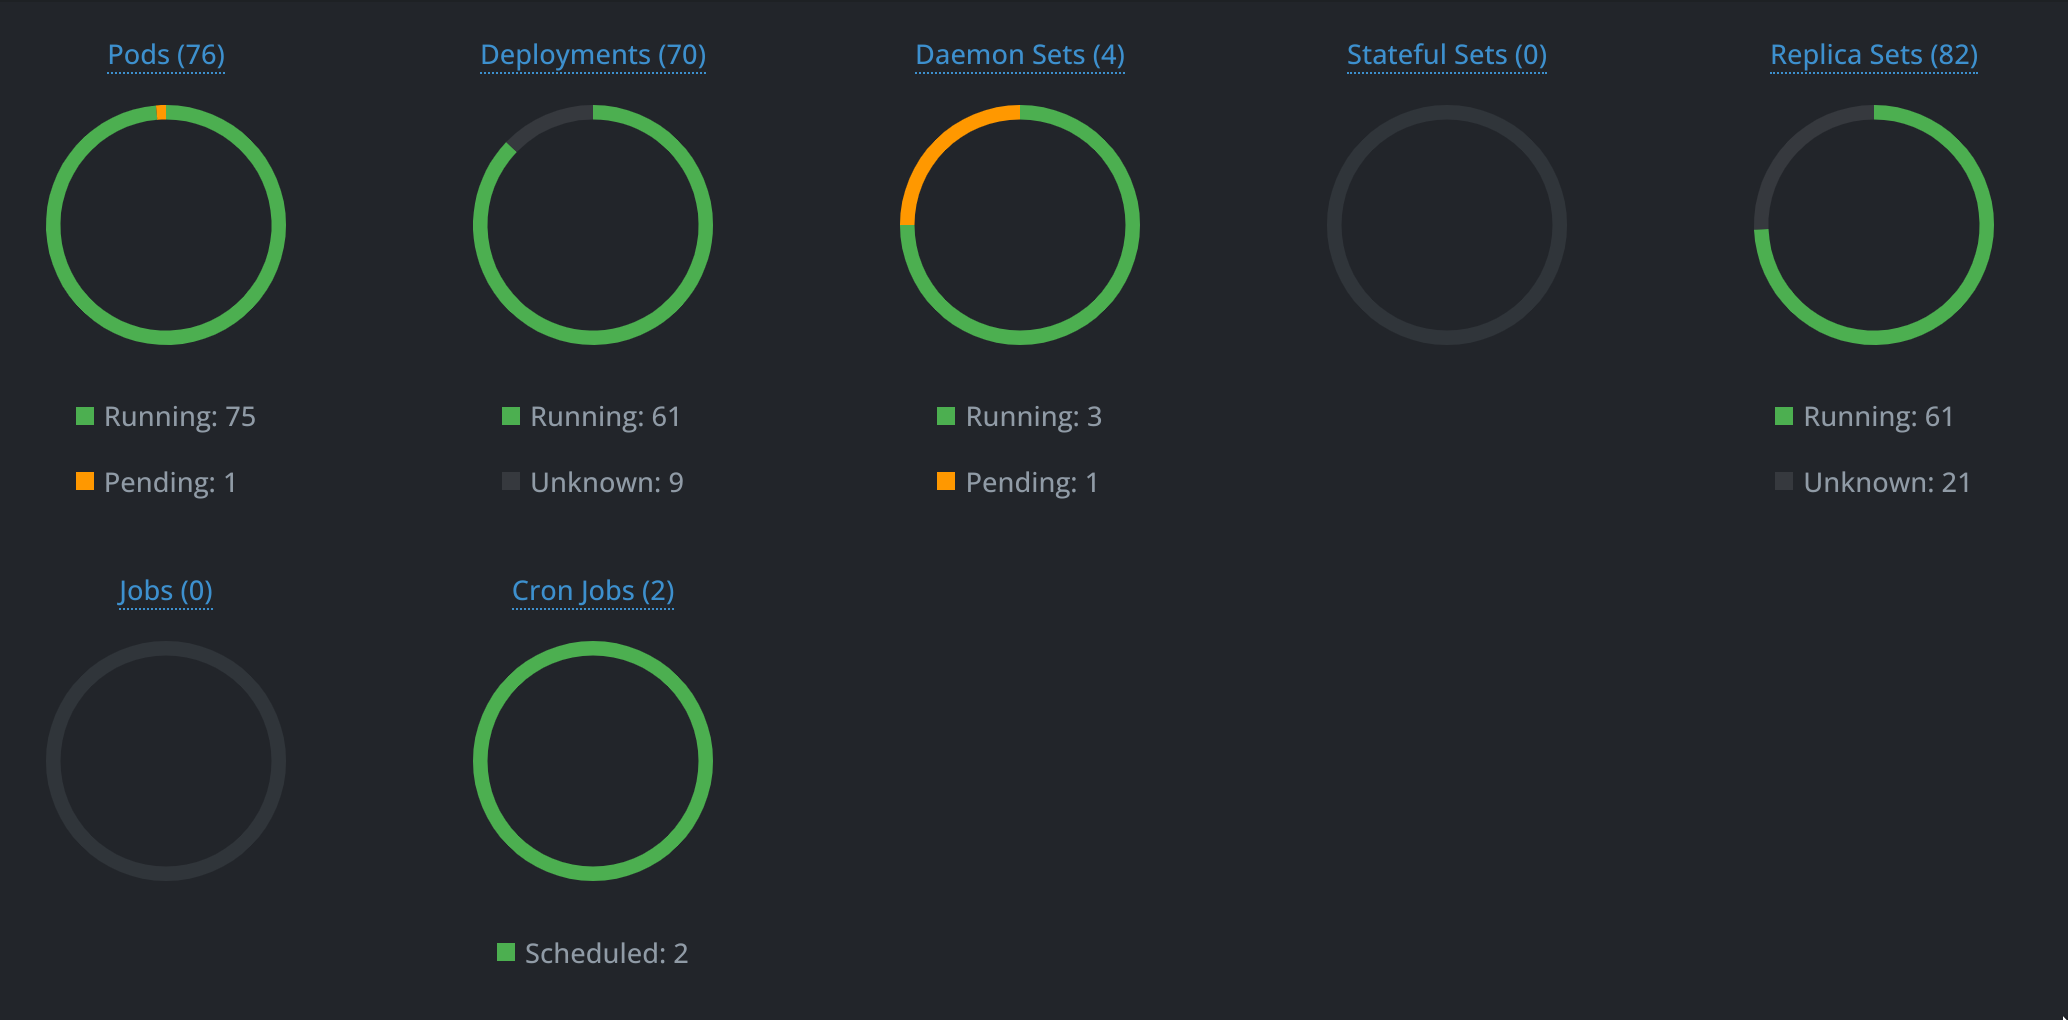 Pods (76)
Deployments (70)
Daemon Sets (4)
Stateful Sets (0)
Replica Sets (82)
Running: 75
Pending: 1
Running: 61
Unknown: 9
Running: 3
Pending: 1
Running: 61
Unknown: 21
Jobs (0)
Cron Jobs (2)
Scheduled: 2